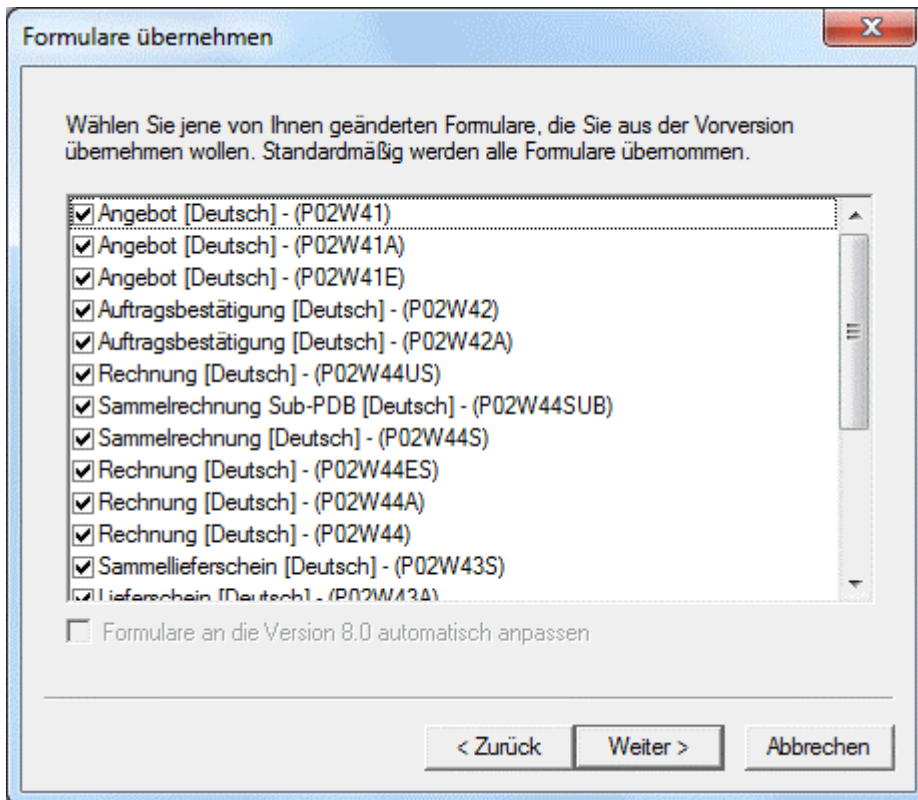 Formulare übernehmen
Wählen Sie jene von Ihnen geänderten Formulare, die Sie aus der Vorversion
übernehmen wollen. Standardmäßig werden alle Formulare übernommen.
Angebot [Deutsch] - (P02W41)
Angebot [Deutsch] - (P02W41A)
Angebot [Deutsch] - (P02W41E)
Auftragsbestätigung [Deutsch] - (P02W42)
Auftragsbestätigung [Deutsch] - (P02W42A)
Rechnung [Deutsch] - (P02W44US)
Sammelrechnung Sub-PDB [Deutsch] - (P02W44SUB)
Sammelrechnung [Deutsch] - (P02W44S)
Rechnung [Deutsch] - (P02W44ES)
Rechnung [Deutsch] - (P02W44A)
Rechnung [Deutsch] - (P02W44)
Sammellieferschein [Deutsch] - (P02W43S)
Lieferschein [Deutsch] - (P02W43A)
Formulare an die Version 8.0 automatisch anpassen
< Zurück Weiter > Abbrechen